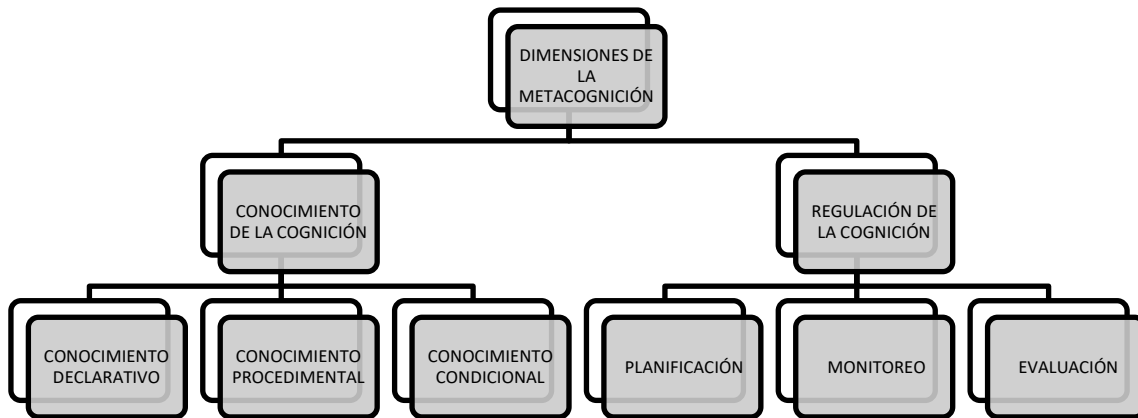 DIMENSIONES DE
LA
METACOGNICIÓN
CONOCIMIENTO
DE LA COGNICIÓN
REGULACIÓN DE
LA COGNICIÓN
CONOCIMIENTO
DECLARATIVO
CONOCIMIENTO
PROCEDIMENTAL
CONOCIMIENTO
CONDICIONAL
PLANIFICACIÓN
MONITOREO
EVALUACIÓN